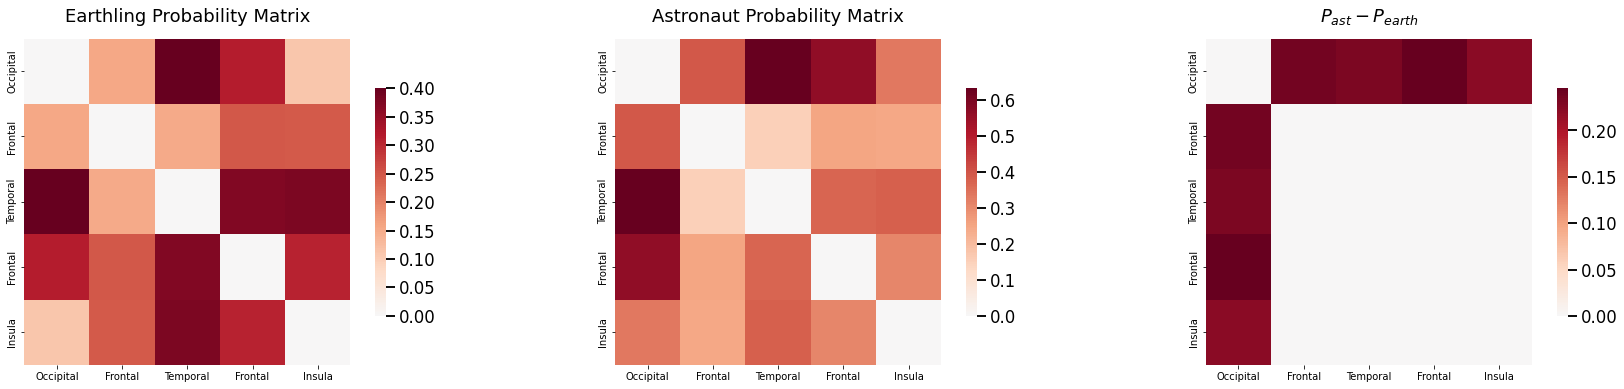 Earthling Probability Matrix
Occipital
Frontal
Temporal
Frontal
Insula
Occipital Frontal Temporal Frontal Insula
0.40
0.35
0.30
0.25
0.20
0.15
0.10
0.05
0.00
Astronaut Probability Matrix
Occipital
Frontal
Temporal
Frontal
Insula
Occipital Frontal Temporal Frontal Insula
0.6
0.5
0.4
0.3
0.2
0.1
0.0
P_ast − P_earth
Occipital
Frontal
Temporal
Frontal
Insula
Occipital Frontal Temporal Frontal Insula
0.20
0.15
0.10
0.05
0.00